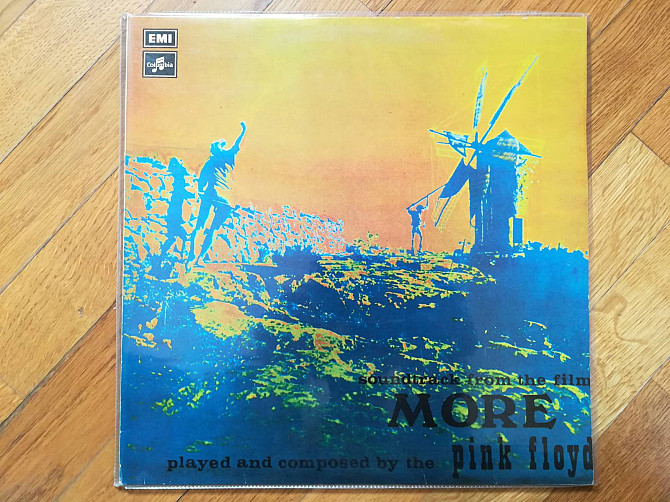 EMI
Columbia
soundtrack from the film
MORE
played and composed by the pink floyd